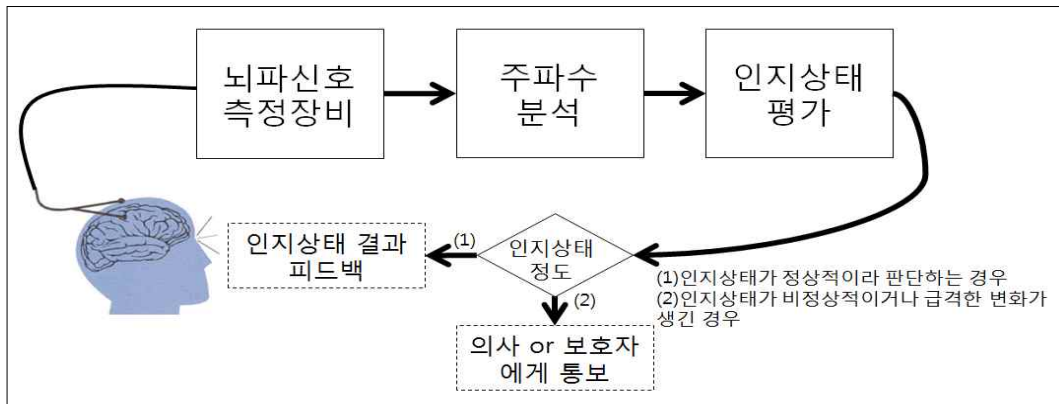 뇌파신호
측정장비
주파수
분석
인지상태
평가
인지상태 결과
피드백
(1)
인지상태
정도
(2)
(1)인지상태가 정상적이라 판단하는 경우
(2)인지상태가 비정상적이거나 급격한 변화가
생긴 경우
의사 or 보호자
에게 통보